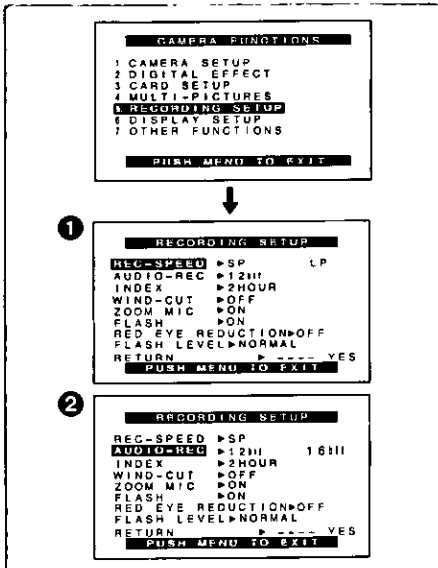 CAMERA FUNCTIONS
1 CAMERA SETUP
2 DIGITAL EFFECT
3 CARD SETUP
4 MULTI-PICTURES
5 RECORDING SETUP
6 DISPLAY SETUP
7 OTHER FUNCTIONS
PUSH MENU TO EXIT
1
RECORDING SETUP
REC-SPEED ▶SP LP
AUDIO-REC ▶12bit
INDEX ▶2HOUR
WIND-CUT ▶OFF
ZOOM MIC ▶ON
FLASH ▶ON
RED EYE REDUCTION▶OFF
FLASH LEVEL▶NORMAL
RETURN ▶ ---- YES
PUSH MENU TO EXIT
2
RECORDING SETUP
REC-SPEED ▶SP
AUDIO-REC ▶12bit 16bit
INDEX ▶2HOUR
WIND-CUT ▶OFF
ZOOM MIC ▶ON
FLASH ▶ON
RED EYE REDUCTION▶OFF
FLASH LEVEL▶NORMAL
RETURN ▶ ---- YES
PUSH MENU TO EXIT